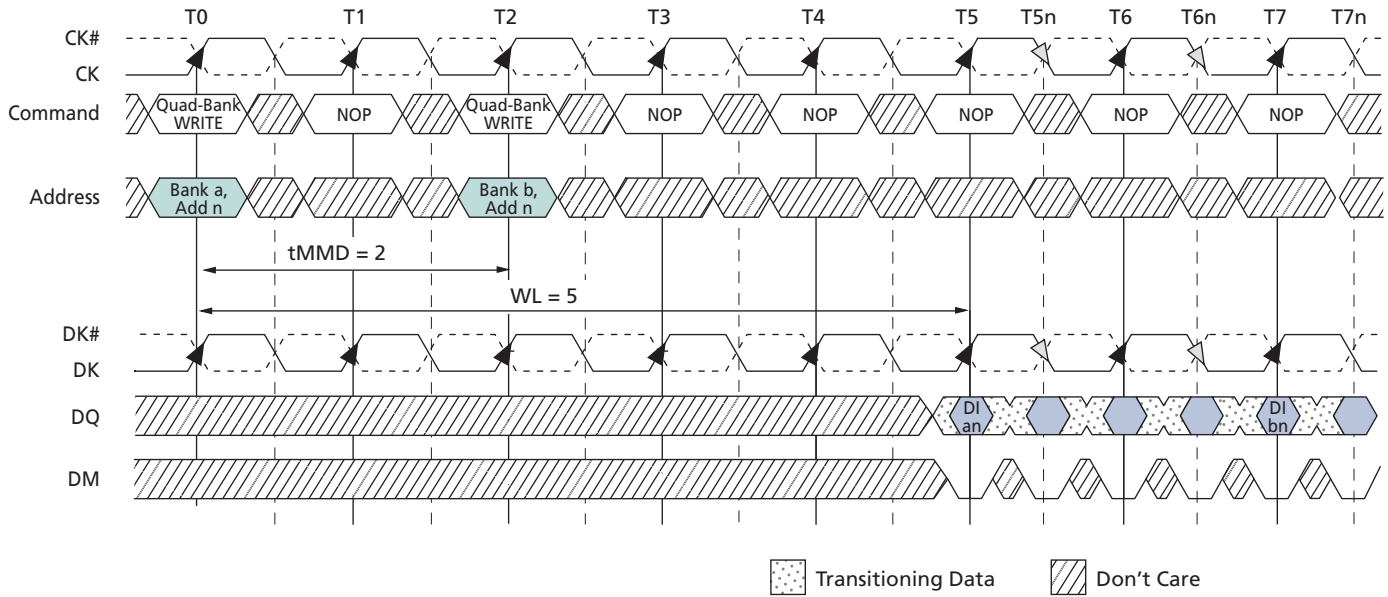 T0 T1 T2 T3 T4 T5 T5n T6 T6n T7 T7n
CK#
CK
Command
Quad-Bank
WRITE
NOP
Quad-Bank
WRITE
NOP
NOP
NOP
NOP
NOP
Address
Bank a,
Add n
Bank b,
Add n
tMMD = 2
WL = 5
DK#
DK
DQ
DI
an
DI
bn
DM
Transitioning Data
Don't Care